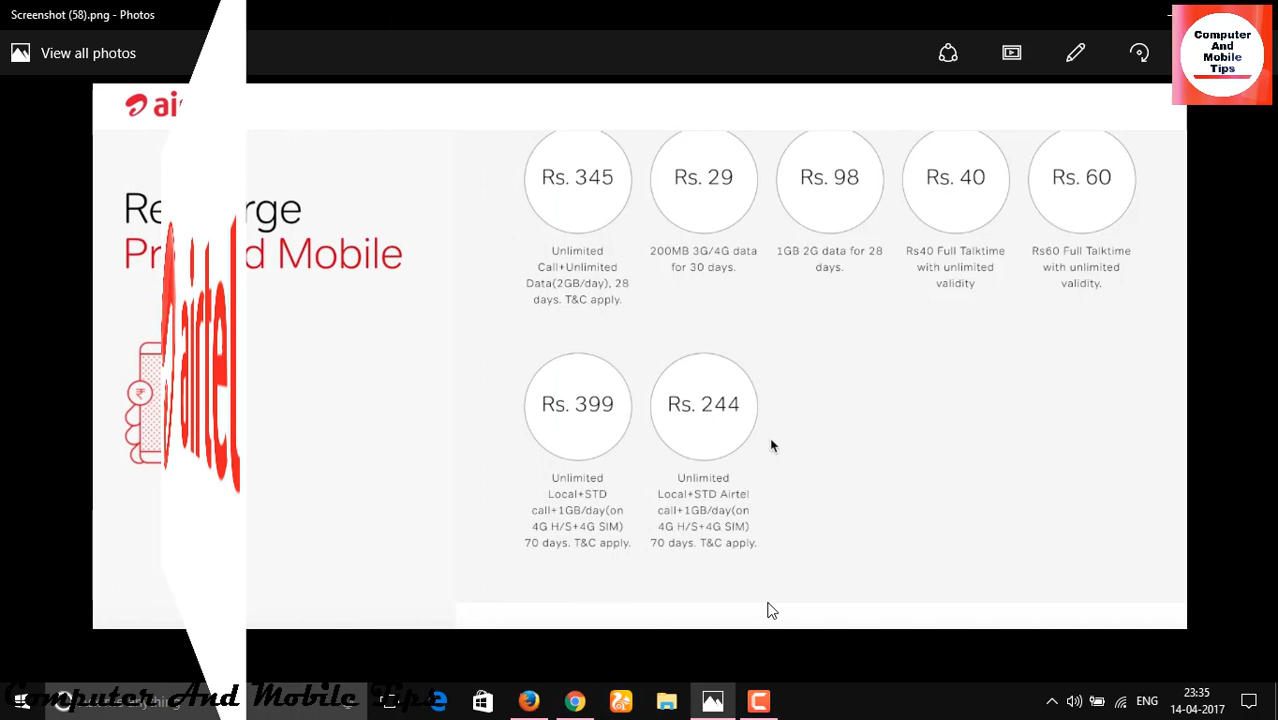 Screenshot (58).png - Photos
View all photos
Computer
And
Mobile
Tips
Rs. 345
Rs. 29
Rs. 98
Rs. 40
Rs. 60
Unlimited
Call+Unlimited
Data(2GB/day), 28
days. T&C apply.
200MB 3G/4G data
for 30 days.
1GB 2G data for 28
days.
Rs40 Full Talktime
with unlimited
validity
Rs60 Full Talktime
with unlimited
validity.
Mobile
airtel
Rs. 399
Rs. 244
Unlimited
Local+STD
call+1GB/day(on
4G H/S+4G SIM)
70 days. T&C apply.
Unlimited
Local+STD Airtel
call+1GB/day(on
4G H/S+4G SIM)
70 days. T&C apply.
Computer And Mobile Tips
ENG
23:35
14-04-2017